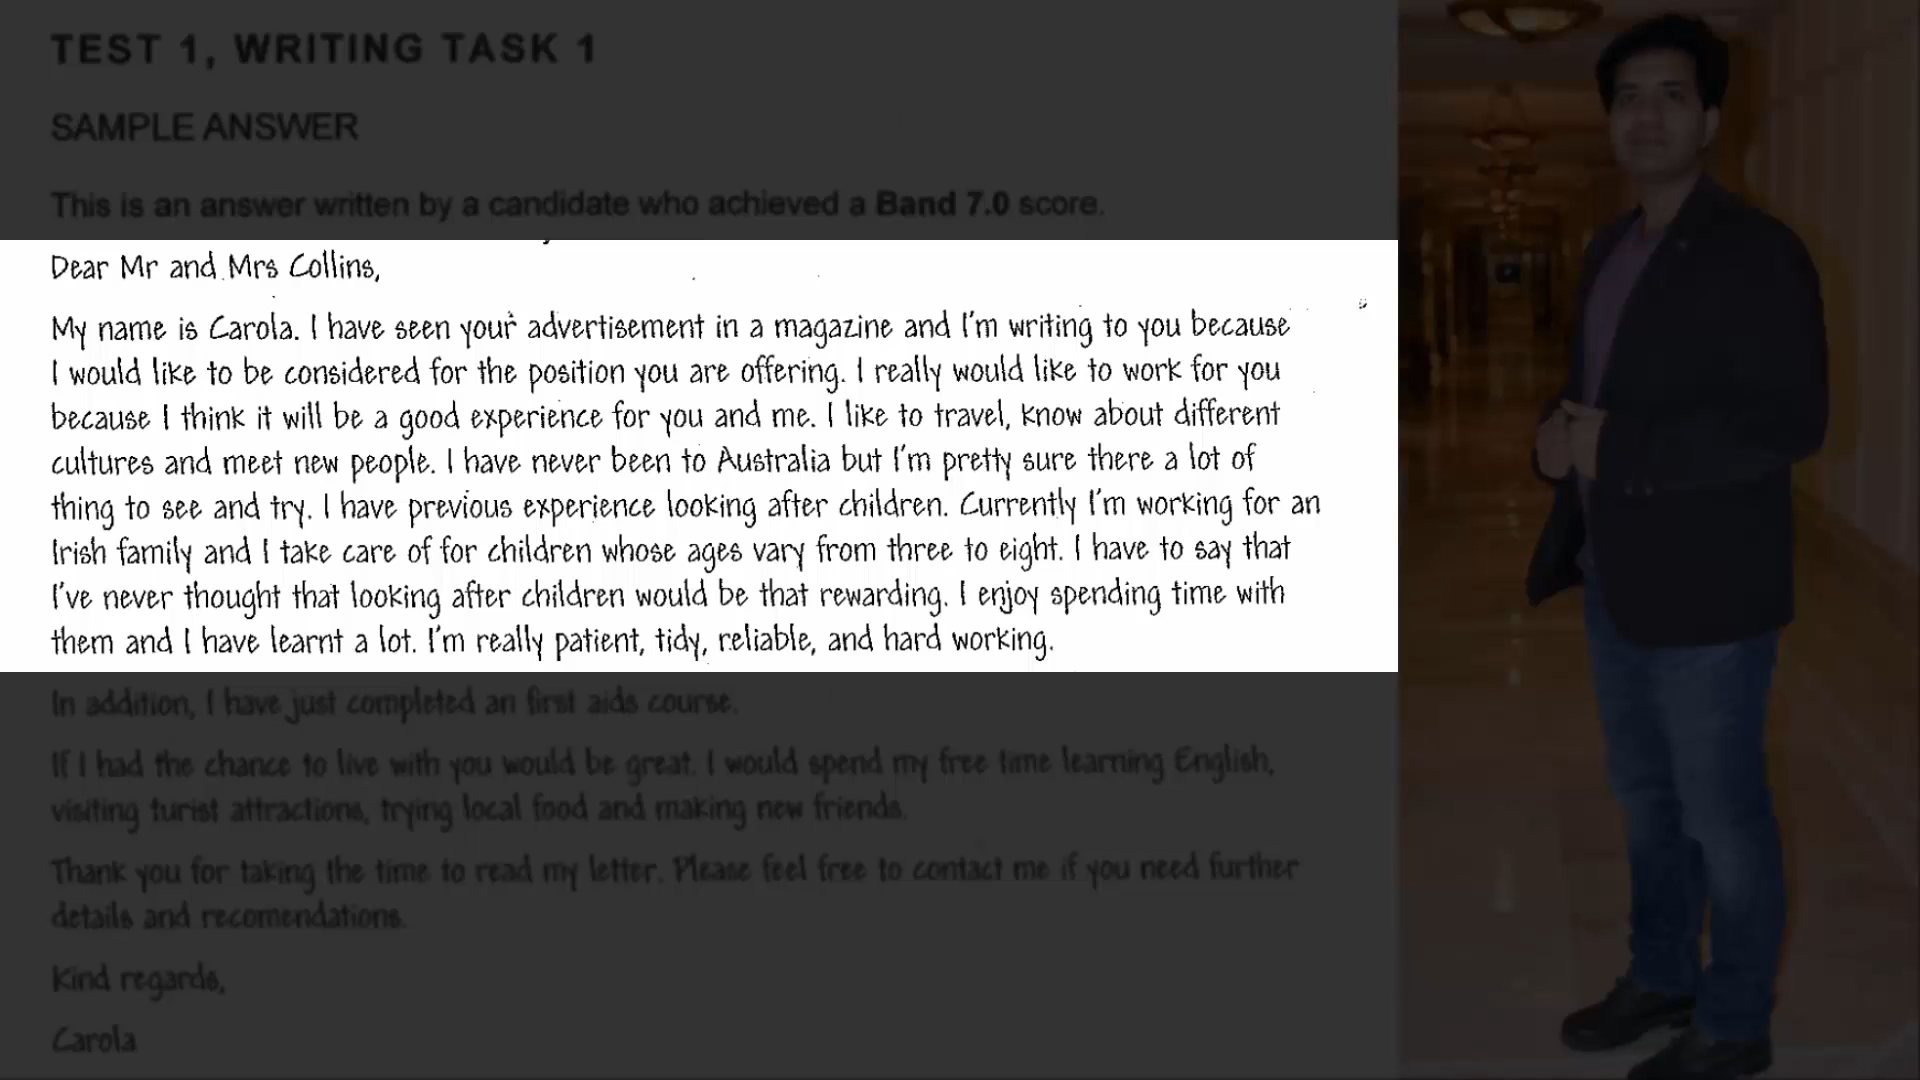 TEST 1, WRITING TASK 1
SAMPLE ANSWER
This is an answer written by a candidate who achieved a Band 7.0 score.
Dear Mr and Mrs Collins,
My name is Carola. I have seen your advertisement in a magazine and I'm writing to you because
I would like to be considered for the position you are offering. I really would like to work for you
because I think it will be a good experience for you and me. I like to travel, know about different
cultures and meet new people. I have never been to Australia but I'm pretty sure there a lot of
thing to see and try. I have previous experience looking after children. Currently I'm working for an
Irish family and I take care of for children whose ages vary from three to eight. I have to say that
I've never thought that looking after children would be that rewarding. I enjoy spending time with
them and I have learnt a lot. I'm really patient, tidy, reliable, and hard working.
In addition, I have just completed an first aids course.
If I had the chance to live with you would be great. I would spend my free time learning English,
visiting turist attractions, trying local food and making new friends.
Thank you for taking the time to read my letter. Please feel free to contact me if you need further
details and recomendations.
Kind regards,
Carola